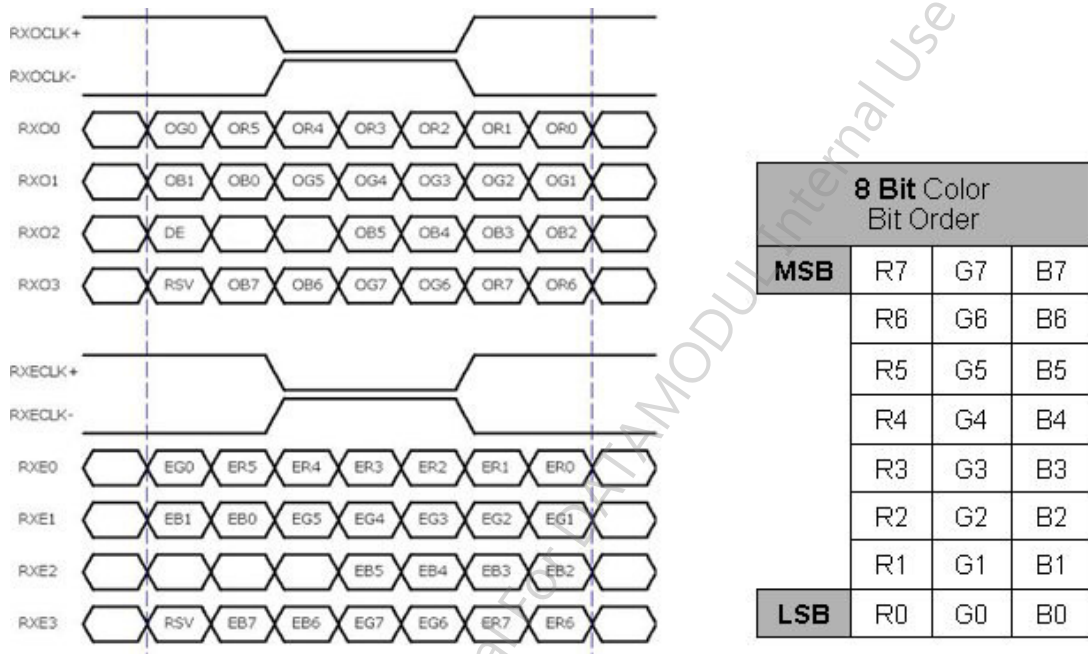 RXOCLK+
RXOCLK-
RXO0 OG0 OR5 OR4 OR3 OR2 OR1 OR0
RXO1 OB1 OB0 OG5 OG4 OG3 OG2 OG1
RXO2 DE OB5 OB4 OB3 OB2
RXO3 RSV OB7 OB6 OG7 OG6 OR7 OR6
RXECLK+
RXECLK-
RXE0 EG0 ER5 ER4 ER3 ER2 ER1 ER0
RXE1 EB1 EB0 EG5 EG4 EG3 EG2 EG1
RXE2 EB5 EB4 EB3 EB2
RXE3 RSV EB7 EB6 EG7 EG6 ER7 ER6
8 Bit Color
Bit Order
MSB R7 G7 B7
R6 G6 B6
R5 G5 B5
R4 G4 B4
R3 G3 B3
R2 G2 B2
R1 G1 B1
LSB R0 G0 B0
For DATAMODUL Internal Use